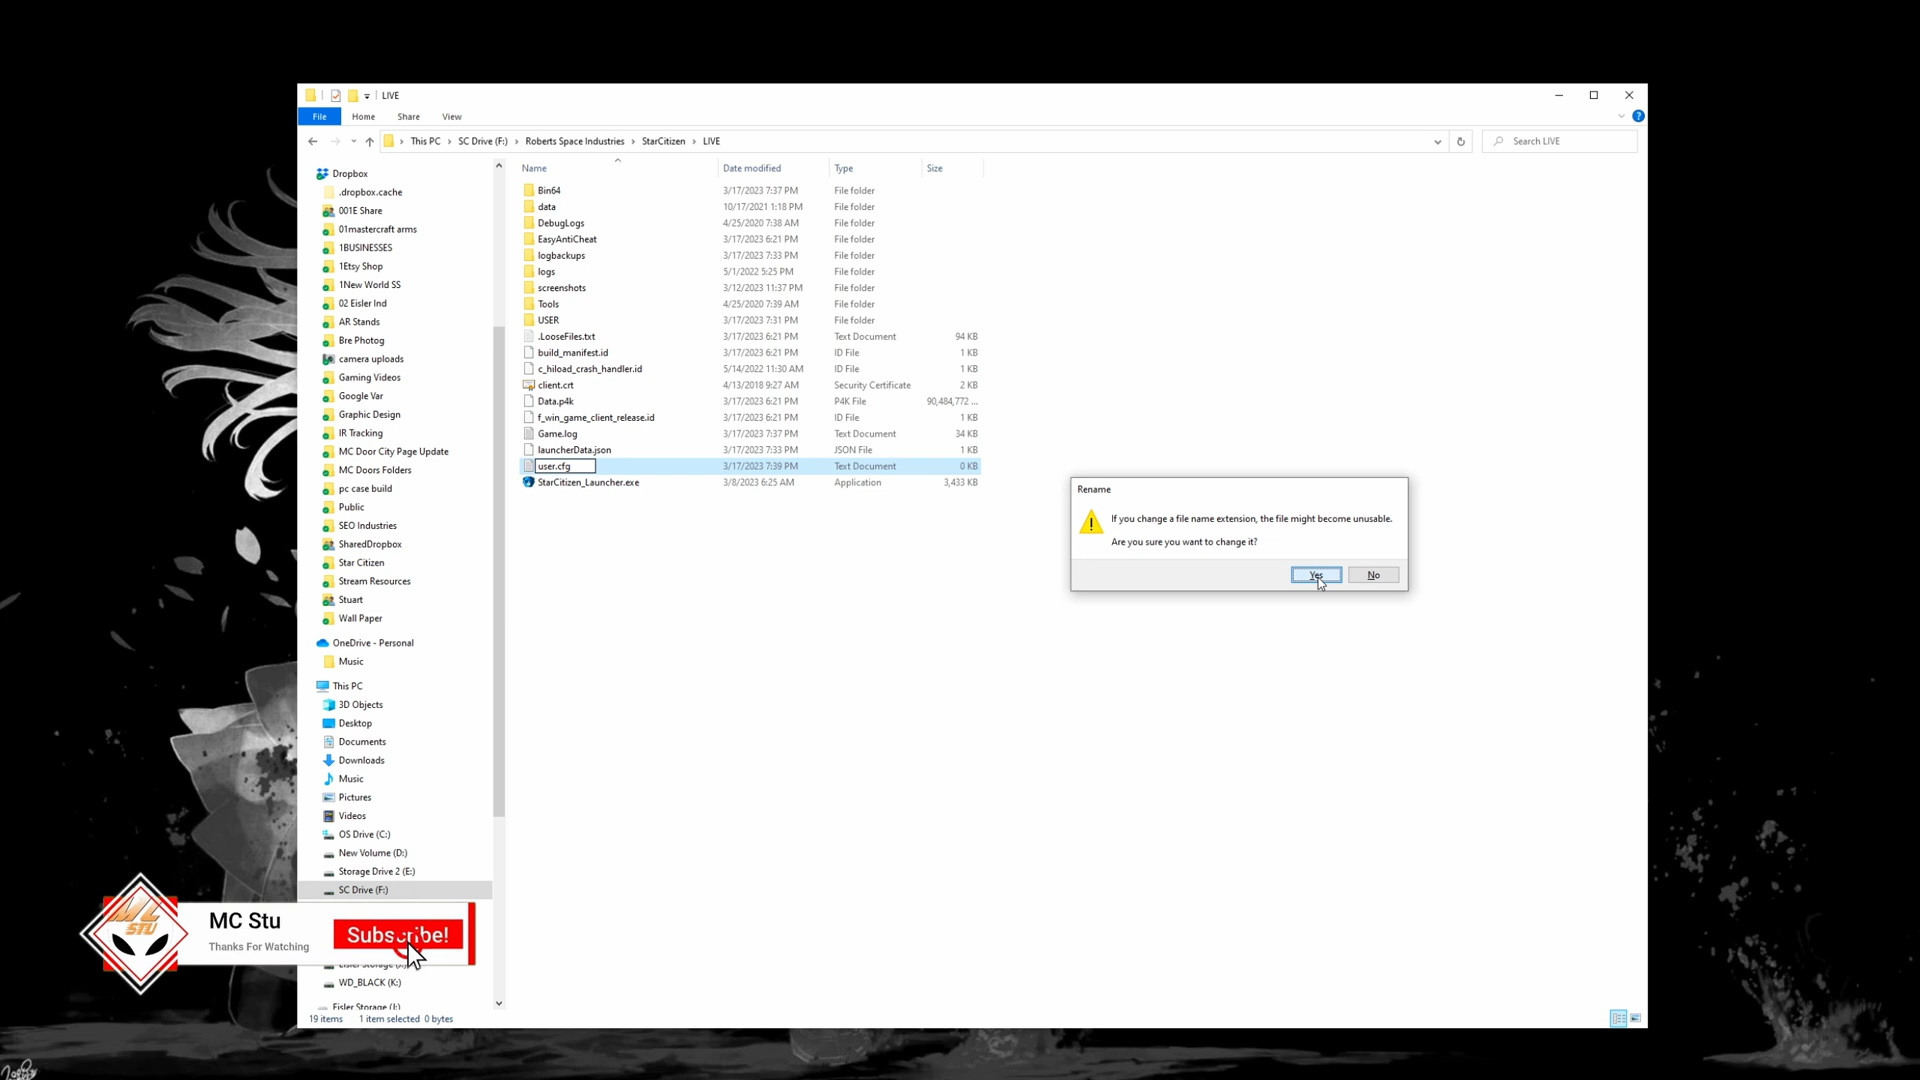 LIVE
File Home Share View
This PC SC Drive (F:) Roberts Space Industries StarCitizen LIVE
Search LIVE
Dropbox
.dropbox.cache
001E Share
01mastercraft arms
1BUSINESSES
1Etsy Shop
1New World SS
02 Eisler Ind
AR Stands
Bre Photog
camera uploads
Gaming Videos
Google Var
Graphic Design
IR Tracking
MC Door City Page Update
MC Doors Folders
pc case build
Public
SEO Industries
SharedDropbox
Star Citizen
Stream Resources
Stuart
Wall Paper
OneDrive - Personal
Music
This PC
3D Objects
Desktop
Documents
Downloads
Music
Pictures
Videos
OS Drive (C:)
New Volume (D:)
Storage Drive 2 (E:)
SC Drive (F:)
WD_BLACK (K:)
Eisler Storage (I:)
Name Date modified Type Size
Bin64 3/17/2023 7:37 PM File folder
data 10/17/2021 1:18 PM File folder
DebugLogs 4/25/2020 7:38 AM File folder
EasyAntiCheat 3/17/2023 6:21 PM File folder
logbackups 3/17/2023 7:33 PM File folder
logs 5/1/2022 5:25 PM File folder
screenshots 3/12/2023 11:37 PM File folder
Tools 4/25/2020 7:39 AM File folder
USER 3/17/2023 7:31 PM File folder
.LooseFiles.txt 3/17/2023 6:21 PM Text Document 94 KB
build_manifest.id 3/17/2023 6:21 PM ID File 1 KB
c_hiload_crash_handler.id 5/14/2022 11:30 AM ID File 1 KB
client.crt 4/13/2018 9:27 AM Security Certificate 2 KB
Data.p4k 3/17/2023 6:21 PM P4K File 90,484,772 ...
f_win_game_client_release.id 3/17/2023 6:21 PM ID File 1 KB
Game.log 3/17/2023 7:37 PM Text Document 34 KB
launcherData.json 3/17/2023 7:33 PM JSON File 1 KB
user.cfg 3/17/2023 7:39 PM Text Document 0 KB
StarCitizen_Launcher.exe 3/8/2023 6:25 AM Application 3,433 KB
Rename
If you change a file name extension, the file might become unusable.
Are you sure you want to change it?
Yes No
MC STU
MC Stu
Thanks For Watching
Subscribe!
19 items 1 item selected 0 bytes